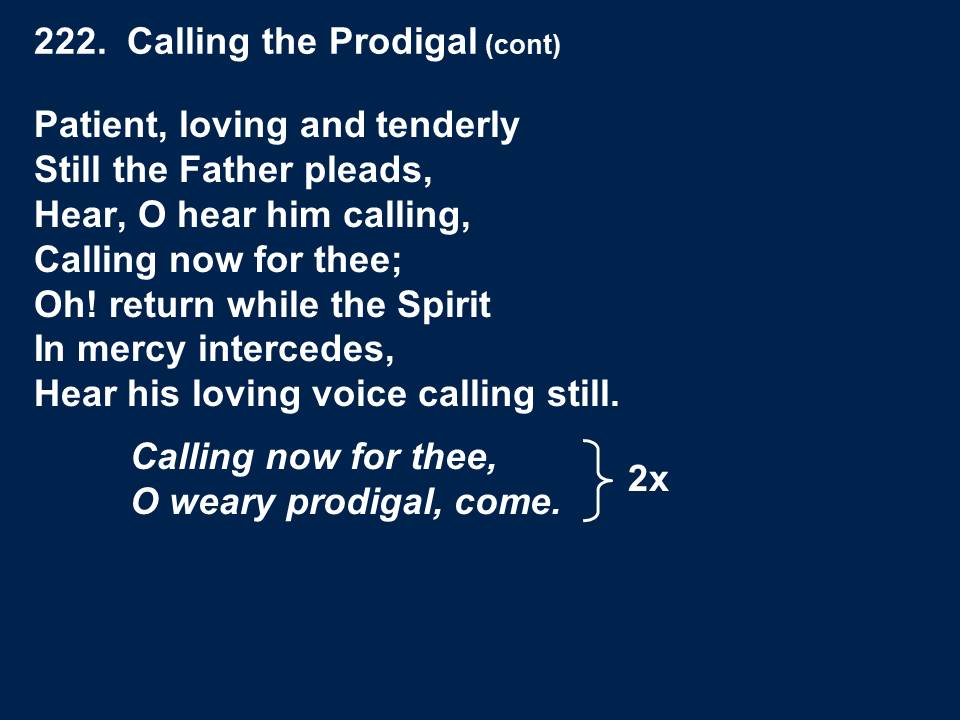 222. Calling the Prodigal (cont)
Patient, loving and tenderly
Still the Father pleads,
Hear, O hear him calling,
Calling now for thee;
Oh! return while the Spirit
In mercy intercedes,
Hear his loving voice calling still.
Calling now for thee,
O weary prodigal, come.
2x